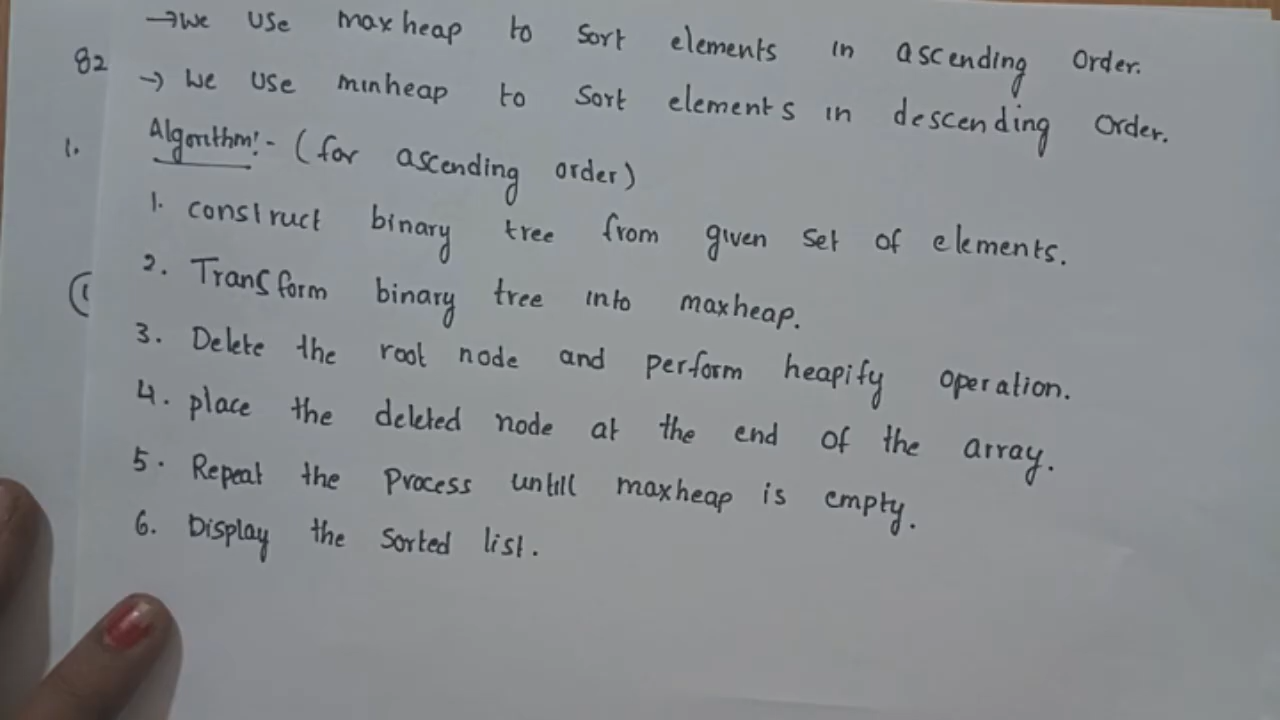 →We use maxheap to sort elements in ascending order.
82
→ We use minheap to sort elements in descending order.
1.
Algorithm:- (for ascending order)
1. construct binary tree from given set of elements.
2. Transform binary tree into maxheap.
3. Delete the root node and perform heapify operation.
4. place the deleted node at the end of the array.
5. Repeat the process untill maxheap is empty.
6. Display the sorted list.